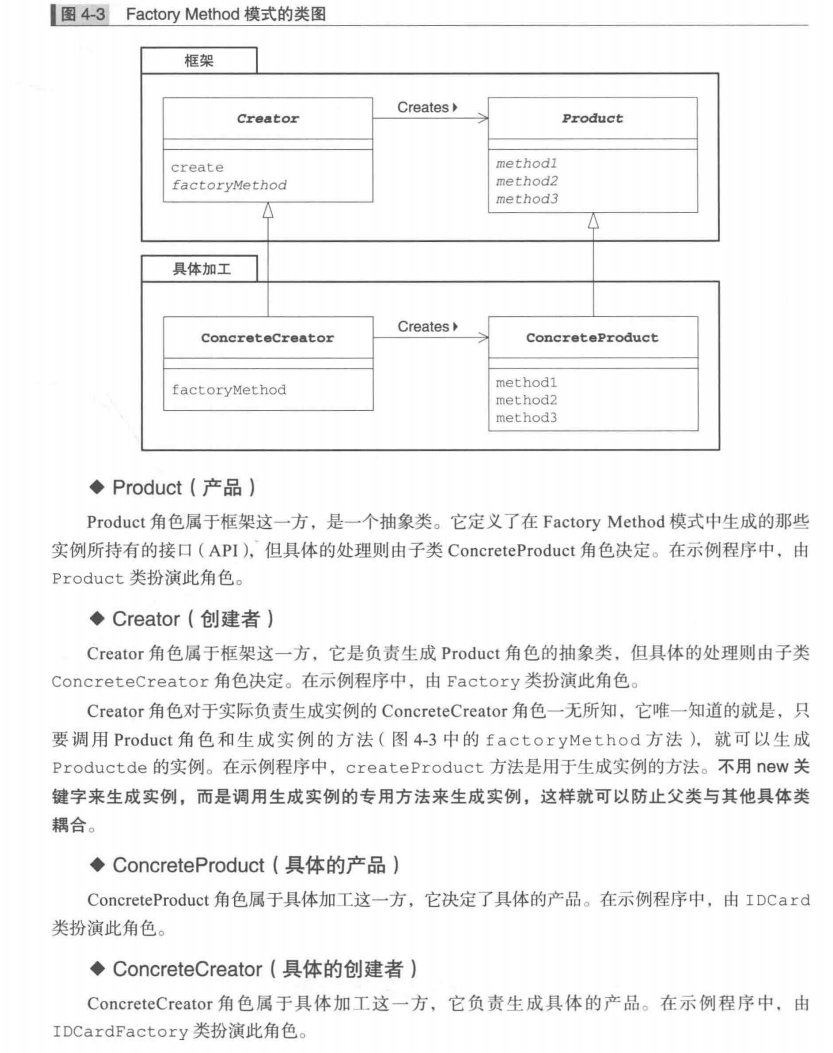 图 4-3 Factory Method 模式的类图
框架
Creator
Creates
Product
create
factoryMethod
method1
method2
method3
具体加工
ConcreteCreator
Creates
ConcreteProduct
factoryMethod
method1
method2
method3
◆ Product（产品）
Product 角色属于框架这一方，是一个抽象类。它定义了在 Factory Method 模式中生成的那些
实例所持有的接口（API），但具体的处理则由子类 ConcreteProduct 角色决定。在示例程序中，由
Product 类扮演此角色。
◆ Creator（创建者）
Creator 角色属于框架这一方，它是负责生成 Product 角色的抽象类，但具体的处理则由子类
ConcreteCreator 角色决定。在示例程序中，由 Factory 类扮演此角色。
Creator 角色对于实际负责生成实例的 ConcreteCreator 角色一无所知，它唯一知道的就是，只
要调用 Product 角色和生成实例的方法（图 4-3 中的 factoryMethod 方法），就可以生成
Productde 的实例。在示例程序中，createProduct 方法是用于生成实例的方法。不用 new 关
键字来生成实例，而是调用生成实例的专用方法来生成实例，这样就可以防止父类与其他具体类
耦合。
◆ ConcreteProduct（具体的产品）
ConcreteProduct 角色属于具体加工这一方，它决定了具体的产品。在示例程序中，由 IDCard
类扮演此角色。
◆ ConcreteCreator（具体的创建者）
ConcreteCreator 角色属于具体加工这一方，它负责生成具体的产品。在示例程序中，由
IDCardFactory 类扮演此角色。